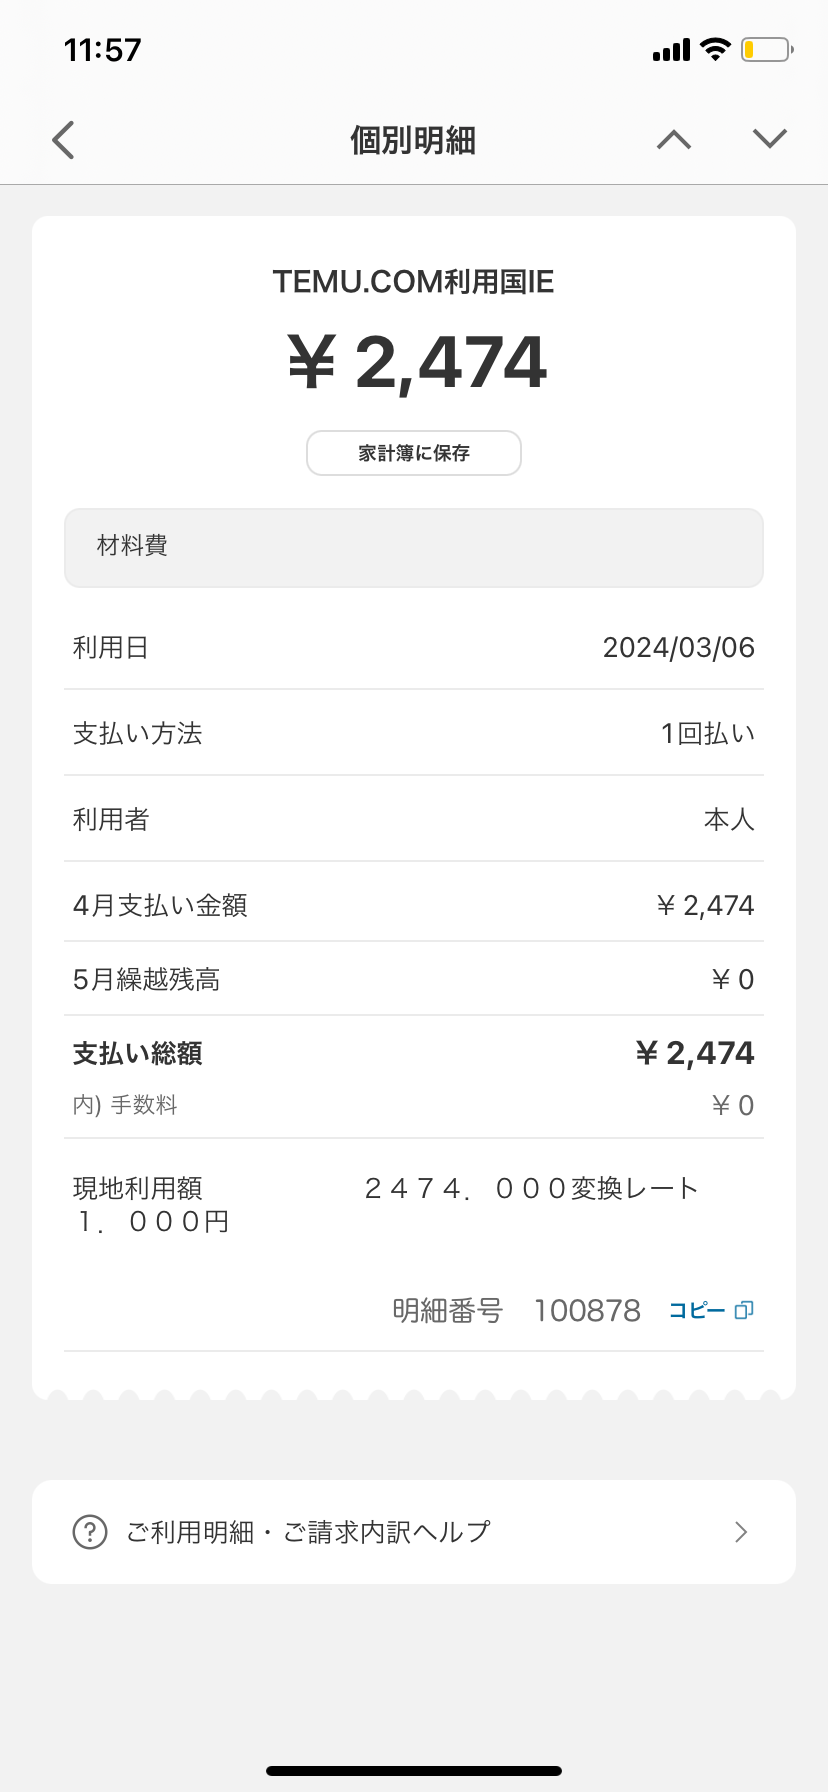 11:57
個別明細
TEMU.COM利用国IE
¥ 2,474
家計簿に保存
材料費
利用日 2024/03/06
支払い方法 1回払い
利用者 本人
4月支払い金額 ¥ 2,474
5月繰越残高 ¥ 0
支払い総額 ¥ 2,474
内) 手数料 ¥ 0
現地利用額 2474.000変換レート
1.000円
明細番号 100878 コピー
? ご利用明細・ご請求内訳ヘルプ